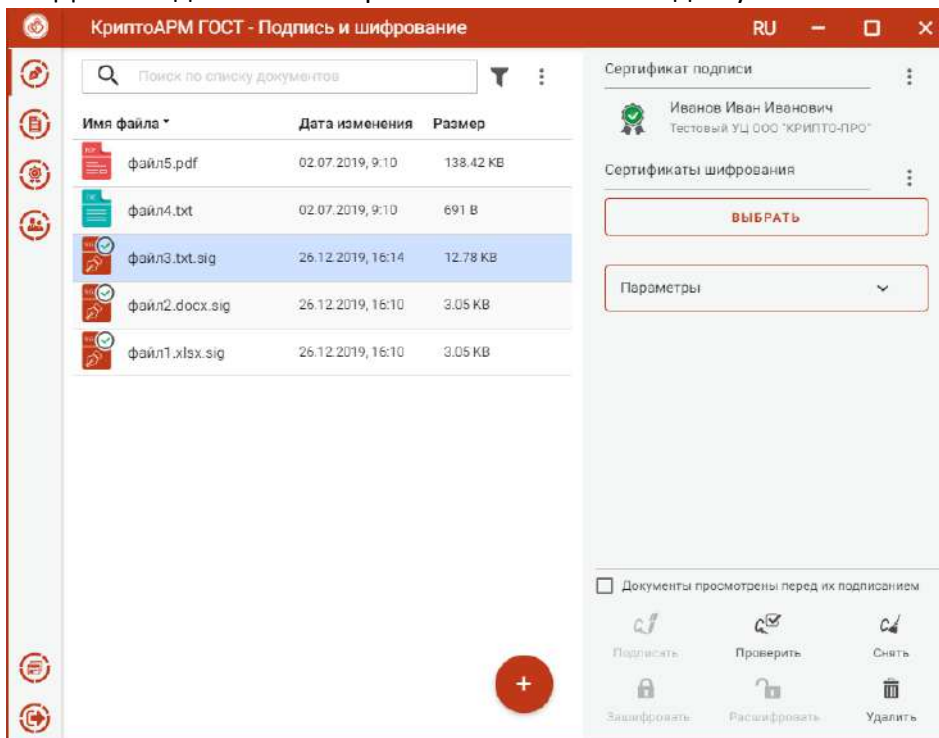 КриптоАРМ ГОСТ - Подпись и шифрование RU
Поиск по списку документов
Имя файла Дата изменения Размер
файл5.pdf 02.07.2019, 9:10 138.42 KB
файл4.txt 02.07.2019, 9:10 691 B
файл3.txt.sig 26.12.2019, 16:14 12.78 KB
файл2.docx.sig 26.12.2019, 16:10 3.05 KB
файл1.xlsx.sig 26.12.2019, 16:10 3.05 KB
Сертификат подписи
Иванов Иван Иванович
Тестовый УЦ ООО "КРИПТО-ПРО"
Сертификаты шифрования
ВЫБРАТЬ
Параметры
Документы просмотрены перед их подписанием
Подписать Проверить Снять
Зашифровать Расшифровать Удалить